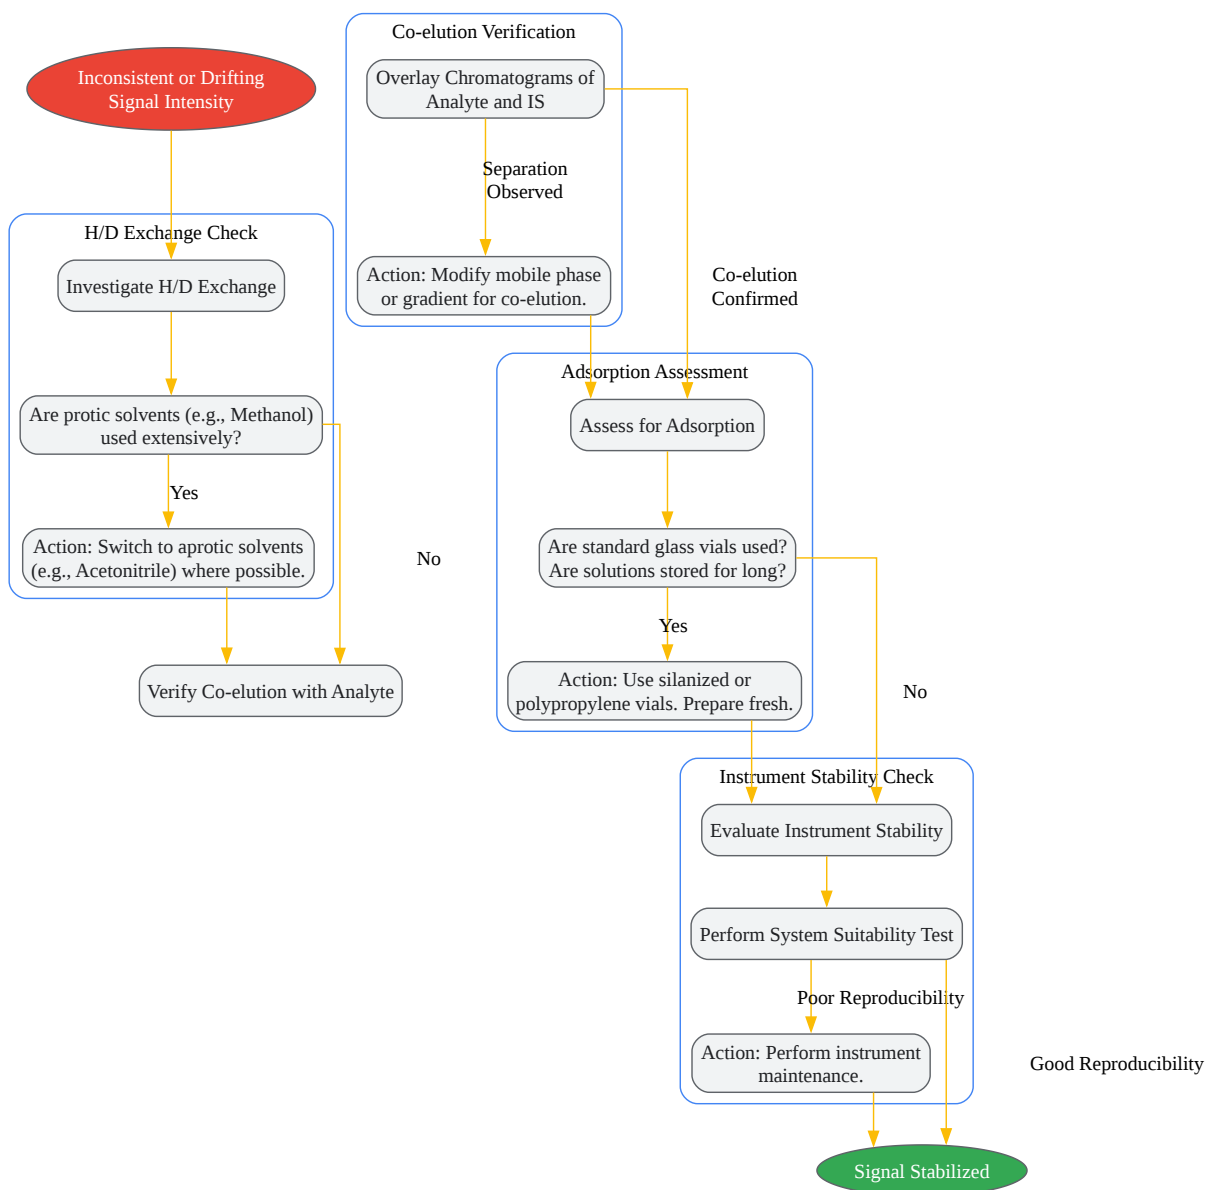 Inconsistent or Drifting
Signal Intensity
H/D Exchange Check
Investigate H/D Exchange
Are protic solvents (e.g., Methanol)
used extensively?
Yes
Action: Switch to aprotic solvents
(e.g., Acetonitrile) where possible.
No
Verify Co-elution with Analyte
Co-elution Verification
Overlay Chromatograms of
Analyte and IS
Separation
Observed
Action: Modify mobile phase
or gradient for co-elution.
Co-elution
Confirmed
Adsorption Assessment
Assess for Adsorption
Are standard glass vials used?
Are solutions stored for long?
Yes
Action: Use silanized or
polypropylene vials. Prepare fresh.
No
Instrument Stability Check
Evaluate Instrument Stability
Perform System Suitability Test
Poor Reproducibility
Action: Perform instrument
maintenance.
Good Reproducibility
Signal Stabilized